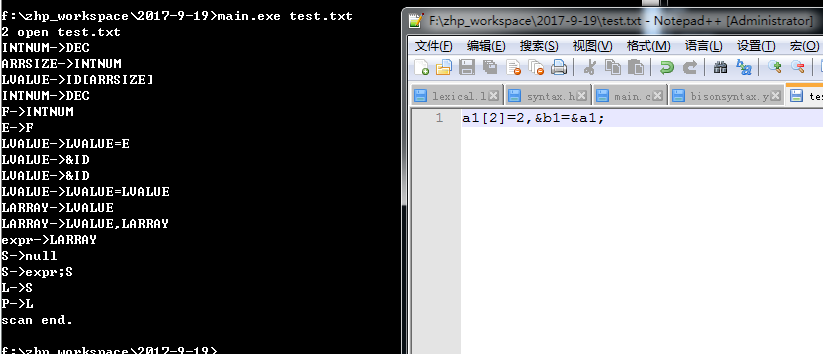 f:\zhp_workspace\2017-9-19>main.exe test.txt
2 open test.txt
INTNUM->DEC
ARRSIZE->INTNUM
LVALUE->ID[ARRSIZE]
INTNUM->DEC
F->INTNUM
E->F
LVALUE->LVALUE=E
LVALUE->&ID
LVALUE->&ID
LVALUE->LVALUE=LVALUE
LARRAY->LVALUE
LARRAY->LVALUE,LARRAY
expr->LARRAY
S->null
S->expr;S
L->S
P->L
scan end.
f:\zhp_workspace\2017-9-19>
F:\zhp_workspace\2017-9-19\test.txt - Notepad++ [Administrator]
文件(F) 编辑(E) 搜索(S) 视图(V) 格式(M) 语言(L) 设置(T) 宏(O)
lexical.l syntax.h main.c bisonsyntax.y tes
1 a1[2]=2,&b1=&a1;